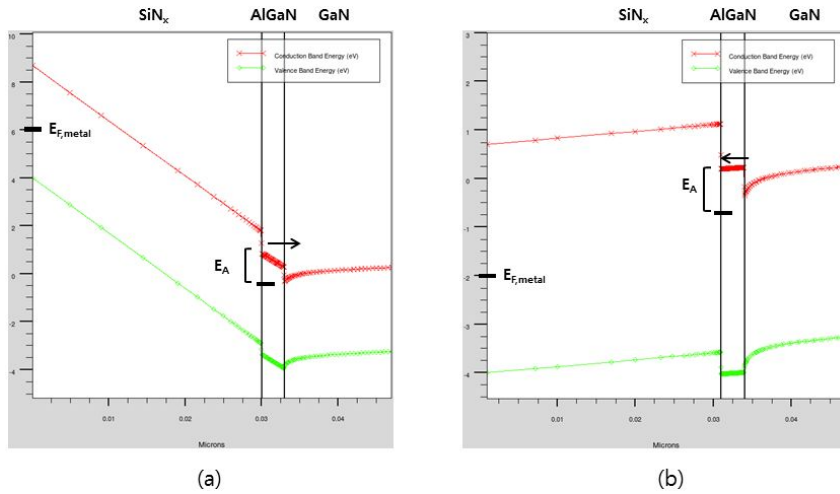 SiNx AlGaN GaN
Conduction Band Energy (eV)
Valence Band Energy (eV)
10
8
6
4
2
0
-2
-4
EF,metal
EA
0.01 0.02 0.03 0.04
Microns
(a)
SiNx AlGaN GaN
Conduction Band Energy (eV)
Valence Band Energy (eV)
3
2
1
0
-1
-2
-3
-4
EA
EF,metal
0.01 0.02 0.03 0.04
Microns
(b)